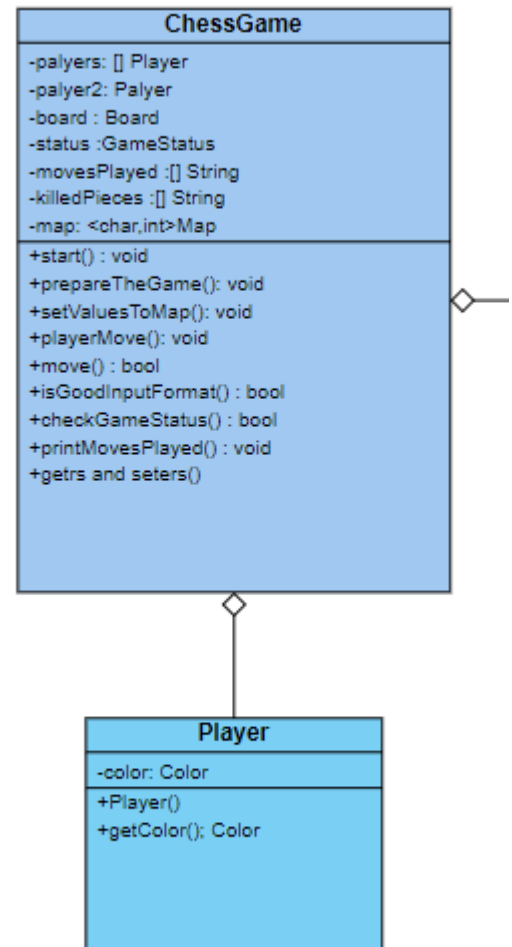 ChessGame
-palyers: [] Player
-palyer2: Palyer
-board : Board
-status :GameStatus
-movesPlayed :[] String
-killedPieces :[] String
-map: <char,int>Map
+start() : void
+prepareTheGame(): void
+setValuesToMap(): void
+playerMove(): void
+move() : bool
+isGoodInputFormat() : bool
+checkGameStatus() : bool
+printMovesPlayed() : void
+getrs and seters()
Player
-color: Color
+Player()
+getColor(); Color